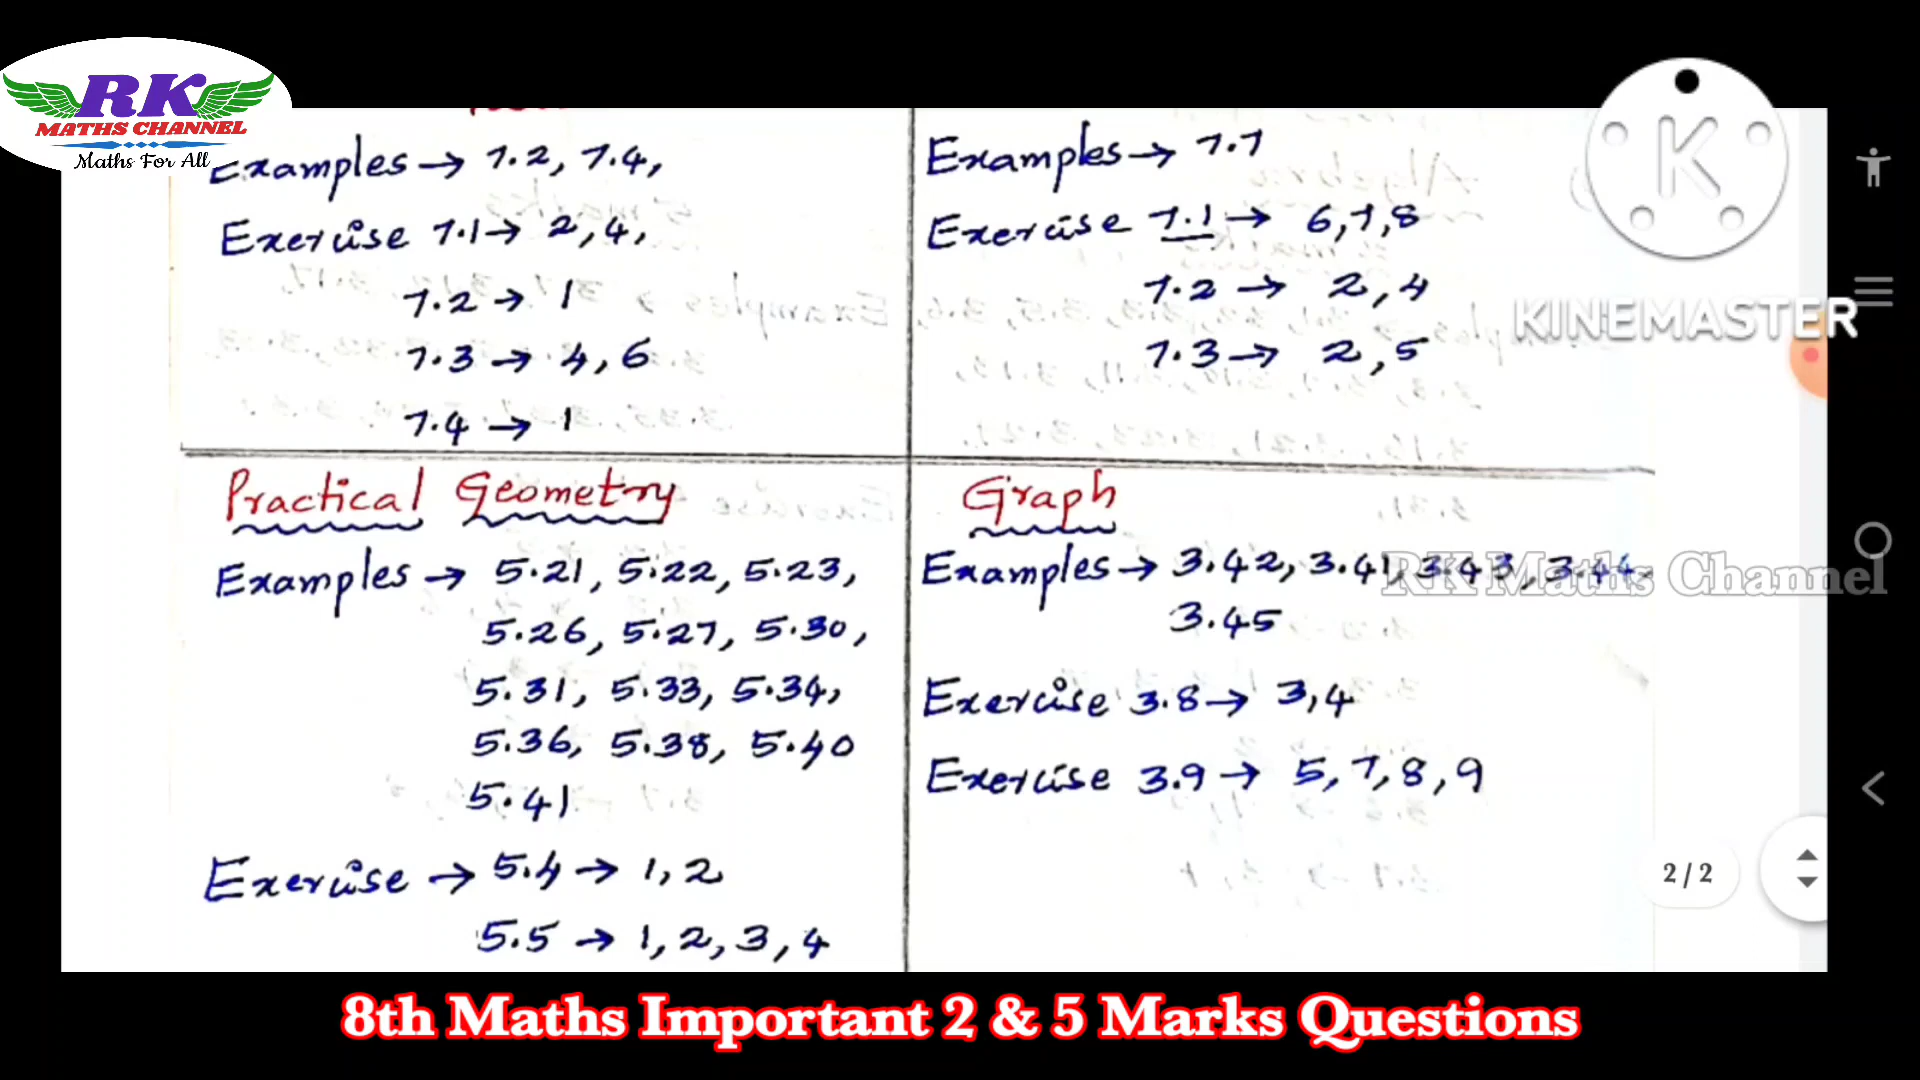 RK
MATHS CHANNEL
Maths For All
Examples → 7.2, 7.4,
Exercise 7.1 → 2, 4,
7.2 → 1
7.3 → 4, 6
7.4 → 1
Examples → 7.7
Exercise 7.1 → 6, 7, 8
7.2 → 2, 4
7.3 → 2, 5
K
KINEMASTER
Practical Geometry
Examples → 5.21, 5.22, 5.23,
5.26, 5.27, 5.30,
5.31, 5.33, 5.34,
5.36, 5.38, 5.40
5.41
Exercise → 5.4 → 1, 2
5.5 → 1, 2, 3, 4
Graph
Examples → 3.42, 3.41, 3.43, 3.44
3.45
RK Maths Channel
Exercise 3.8 → 3, 4
Exercise 3.9 → 5, 7, 8, 9
2 / 2
8th Maths Important 2 & 5 Marks Questions